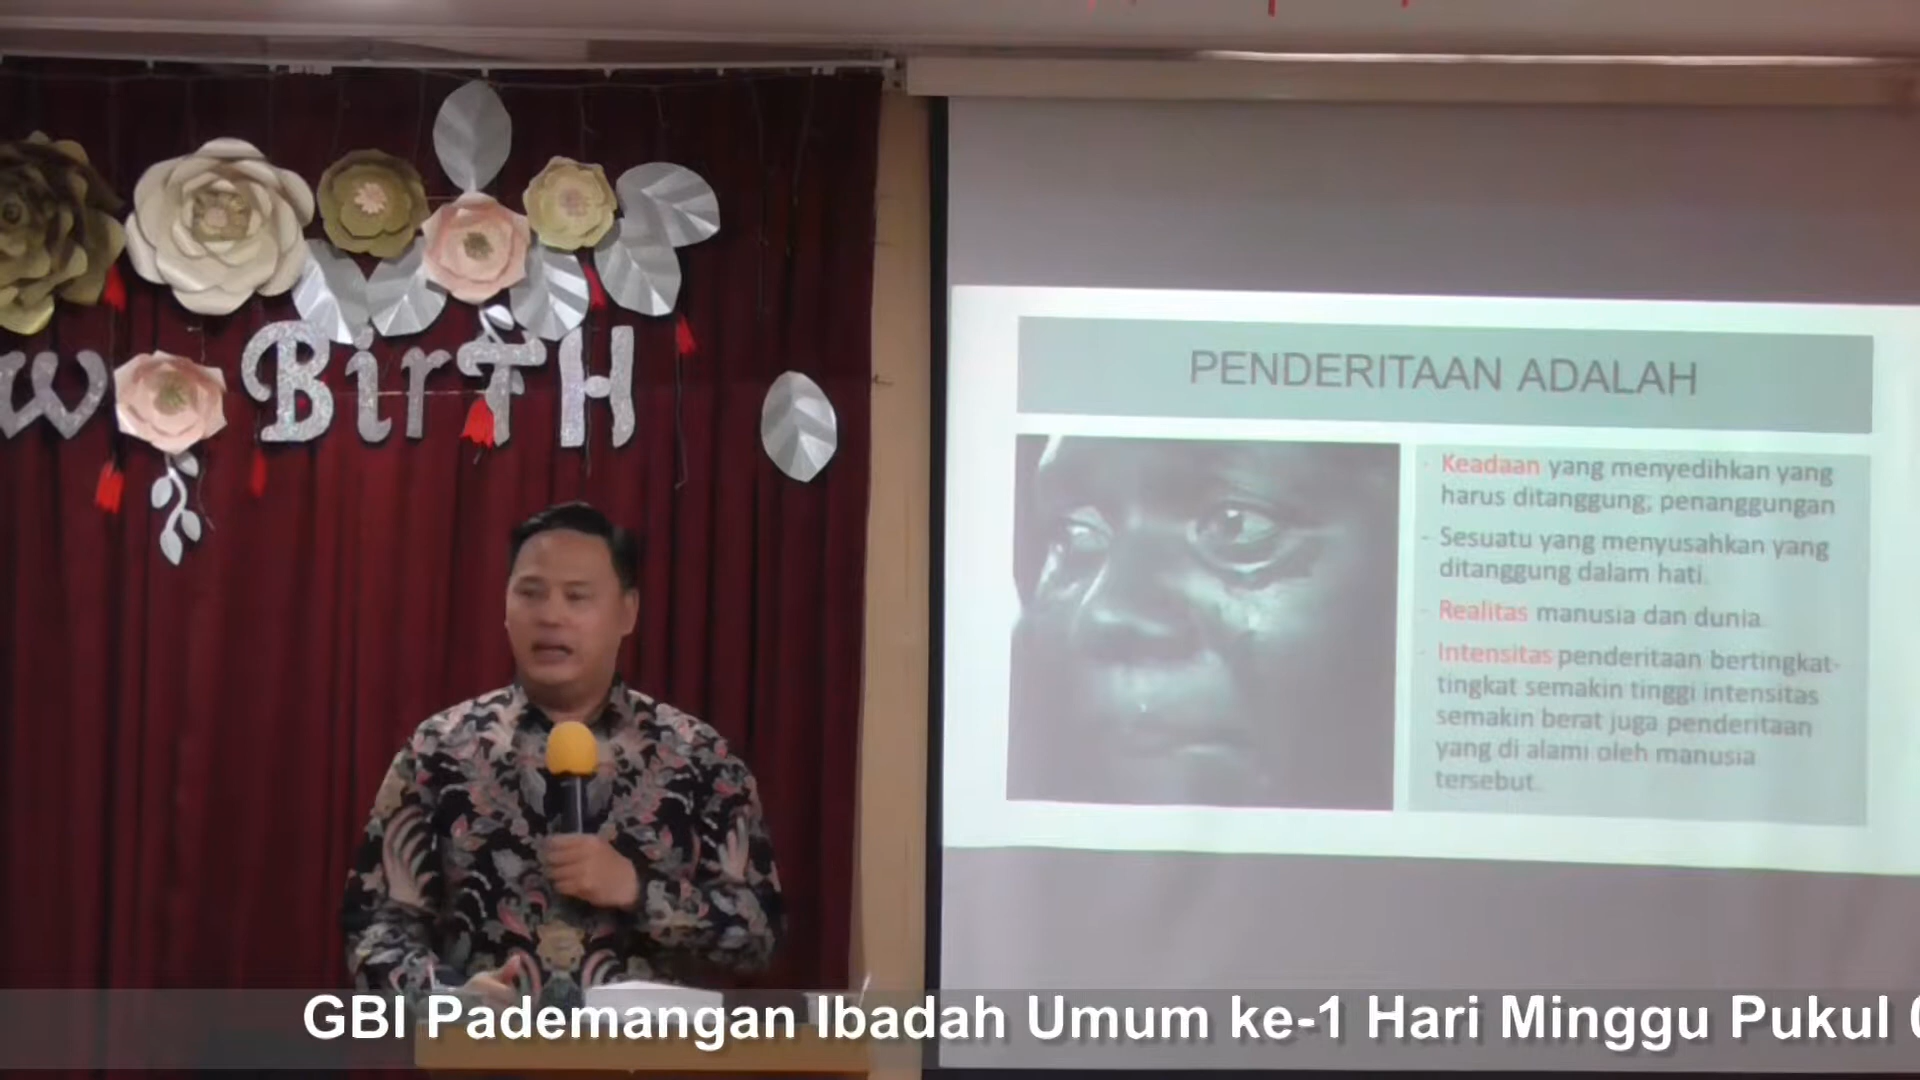 w BirTH
PENDERITAAN ADALAH
- Keadaan yang menyedihkan yang
harus ditanggung; penanggungan
- Sesuatu yang menyusahkan yang
ditanggung dalam hati.
- Realitas manusia dan dunia.
- Intensitas penderitaan bertingkat-
tingkat semakin tinggi intensitas
semakin berat juga penderitaan
yang di alami oleh manusia
tersebut.
GBI Pademangan Ibadah Umum ke-1 Hari Minggu Pukul 0